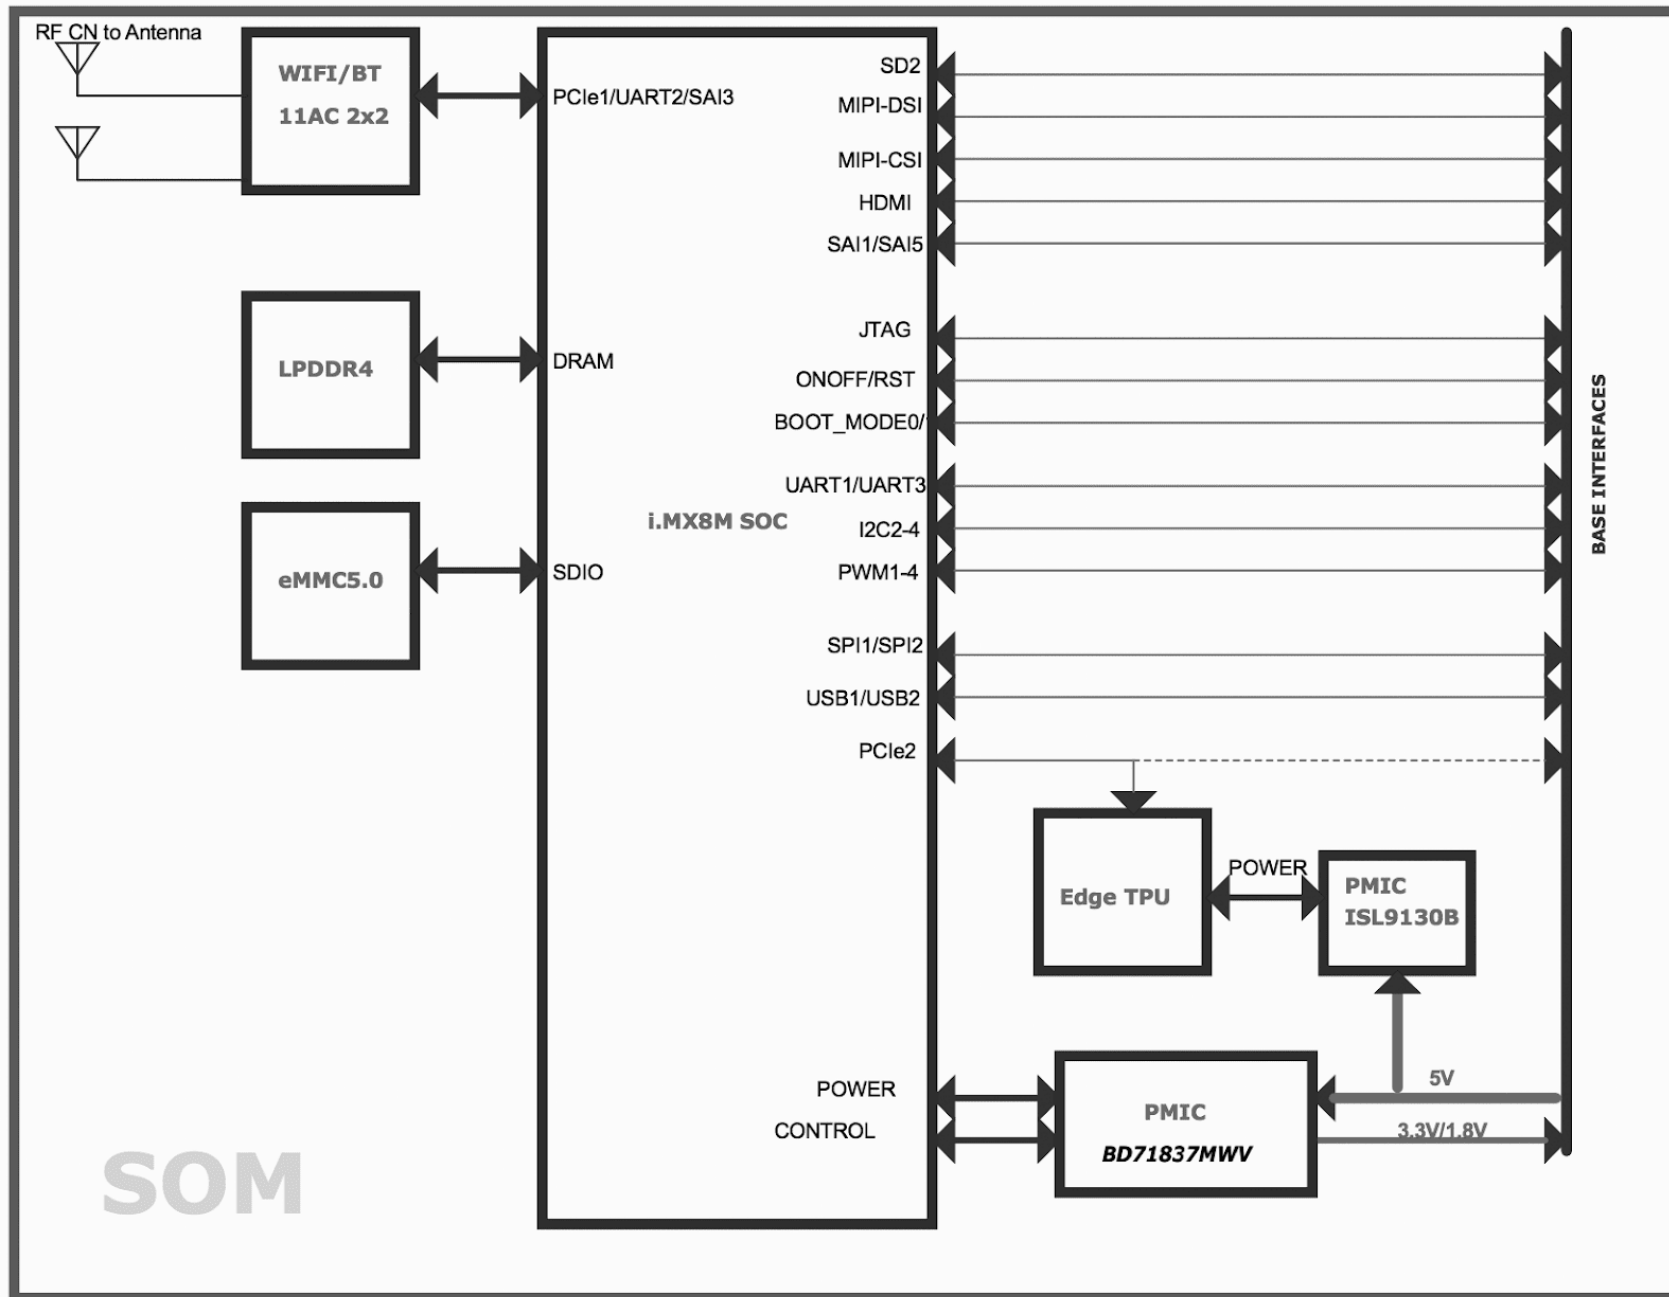 RF CN to Antenna
WIFI/BT
11AC 2x2
PCIe1/UART2/SAI3
LPDDR4
DRAM
eMMC5.0
SDIO
i.MX8M SOC
SD2
MIPI-DSI
MIPI-CSI
HDMI
SAI1/SAI5
JTAG
ONOFF/RST
BOOT_MODE0/
UART1/UART3
I2C2-4
PWM1-4
SPI1/SPI2
USB1/USB2
PCIe2
BASE INTERFACES
Edge TPU
POWER
PMIC
ISL9130B
POWER
CONTROL
PMIC
BD71837MWV
5V
3.3V/1.8V
SOM